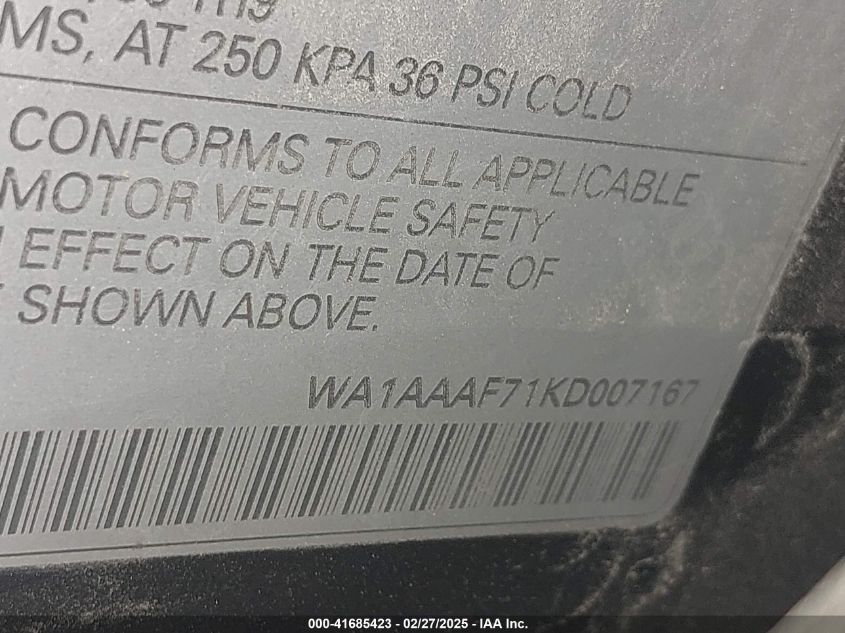 MS, AT 250 KPA 36 PSI COLD
CONFORMS TO ALL APPLICABLE
MOTOR VEHICLE SAFETY
EFFECT ON THE DATE OF
SHOWN ABOVE.
WA1AAAF71KD007167
000-41685423 - 02/27/2025 - IAA Inc.